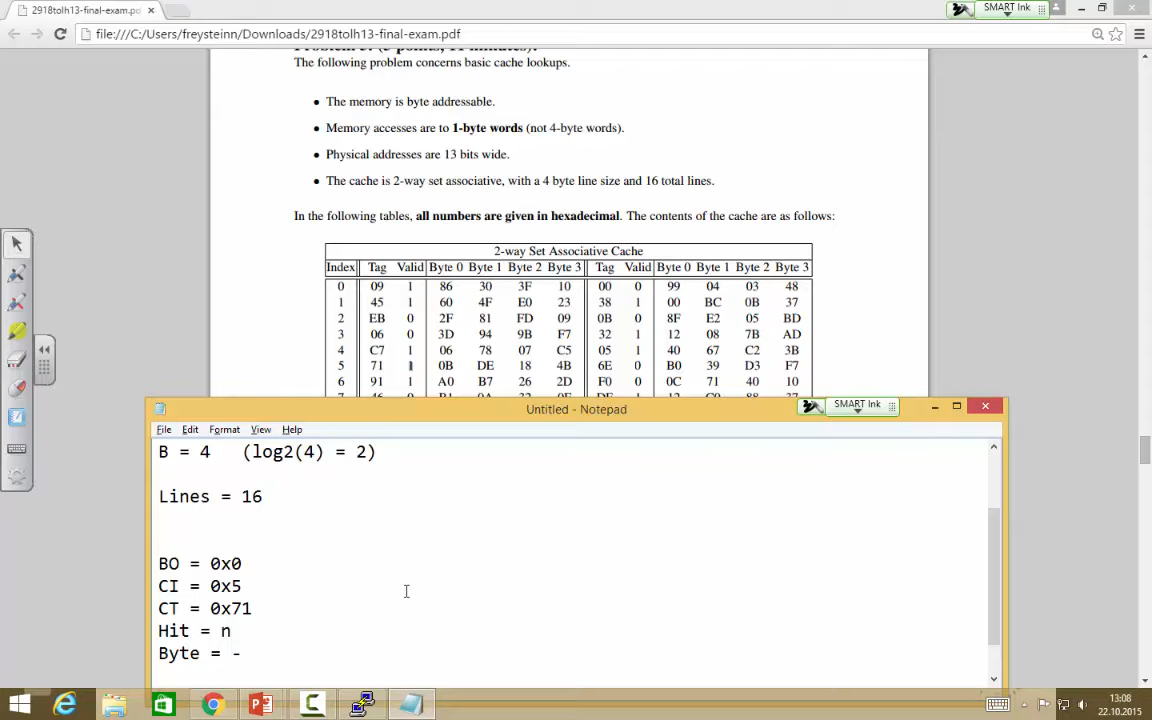 2918tolh13-final-exam.pd ×
SMART Ink
file:///C:/Users/freysteinn/Downloads/2918tolh13-final-exam.pdf
The following problem concerns basic cache lookups.
• The memory is byte addressable.
• Memory accesses are to 1-byte words (not 4-byte words).
• Physical addresses are 13 bits wide.
• The cache is 2-way set associative, with a 4 byte line size and 16 total lines.
In the following tables, all numbers are given in hexadecimal. The contents of the cache are as follows:
2-way Set Associative Cache
Index Tag Valid Byte 0 Byte 1 Byte 2 Byte 3 Tag Valid Byte 0 Byte 1 Byte 2 Byte 3
0 09 1 86 30 3F 10 00 0 99 04 03 48
1 45 1 60 4F E0 23 38 1 00 BC 0B 37
2 EB 0 2F 81 FD 09 0B 0 8F E2 05 BD
3 06 0 3D 94 9B F7 32 1 12 08 7B AD
4 C7 1 06 78 07 C5 05 1 40 67 C2 3B
5 71 1 0B DE 18 4B 6E 0 B0 39 D3 F7
6 91 1 A0 B7 26 2D F0 0 0C 71 40 10
Untitled - Notepad
SMART Ink
File Edit Format View Help
B = 4 (log2(4) = 2)
Lines = 16
BO = 0x0
CI = 0x5
CT = 0x71
Hit = n
Byte = -
13:08
22.10.2015